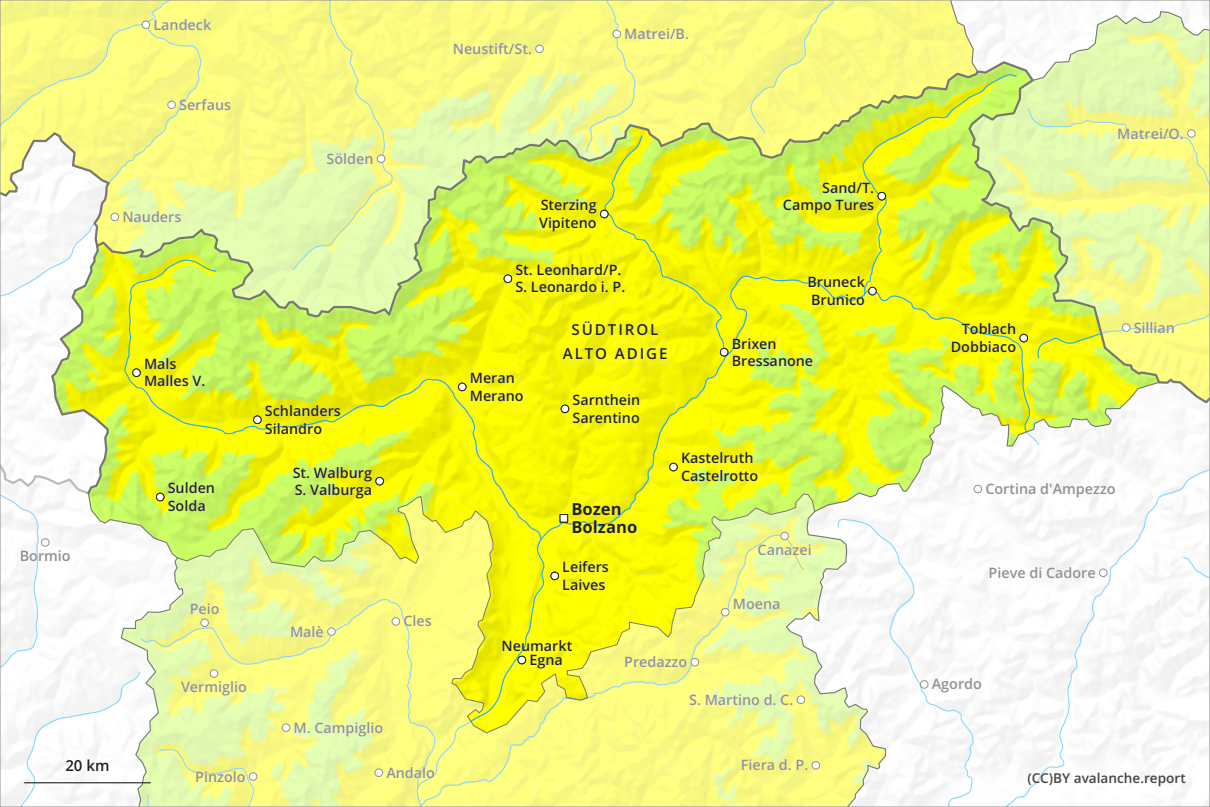 Landeck
Matrei/B.
Neustift/St.
Serfaus
Matrei/O.
Sölden
Sand/T.
Campo Tures
Sterzing
Vipiteno
Nauders
St. Leonhard/P.
S. Leonardo i. P.
Bruneck
Brunico
SÜDTIROL
ALTO ADIGE
Toblach
Dobbiaco
Sillian
Brixen
Bressanone
Mals
Malles V.
Meran
Merano
Sarnthein
Sarentino
Schlanders
Silandro
Kastelruth
Castelrotto
St. Walburg
S. Valburga
Sulden
Solda
Cortina d'Ampezzo
Bozen
Bolzano
Bormio
Canazei
Leifers
Laives
Pieve di Cadore
Peio
Moena
Malè
Cles
Neumarkt
Egna
Predazzo
Vermiglio
Agordo
S. Martino d. C.
M. Campiglio
Fiera d. P.
20 km
Pinzolo
Andalo
(CC)BY avalanche.report